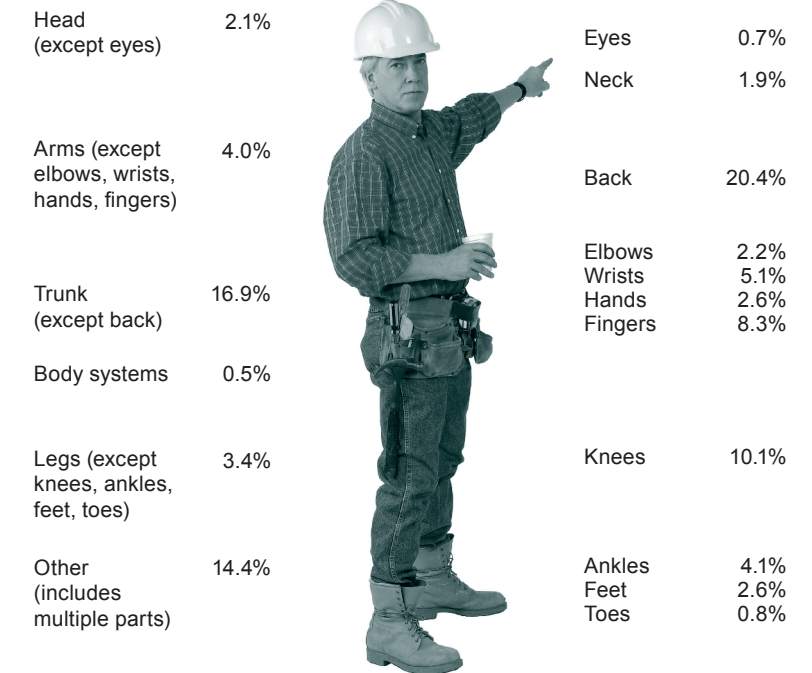 Head 2.1%
(except eyes)
Arms (except 4.0%
elbows, wrists,
hands, fingers)
Trunk 16.9%
(except back)
Body systems 0.5%
Legs (except 3.4%
knees, ankles,
feet, toes)
Other 14.4%
(includes
multiple parts)
Eyes 0.7%
Neck 1.9%
Back 20.4%
Elbows 2.2%
Wrists 5.1%
Hands 2.6%
Fingers 8.3%
Knees 10.1%
Ankles 4.1%
Feet 2.6%
Toes 0.8%